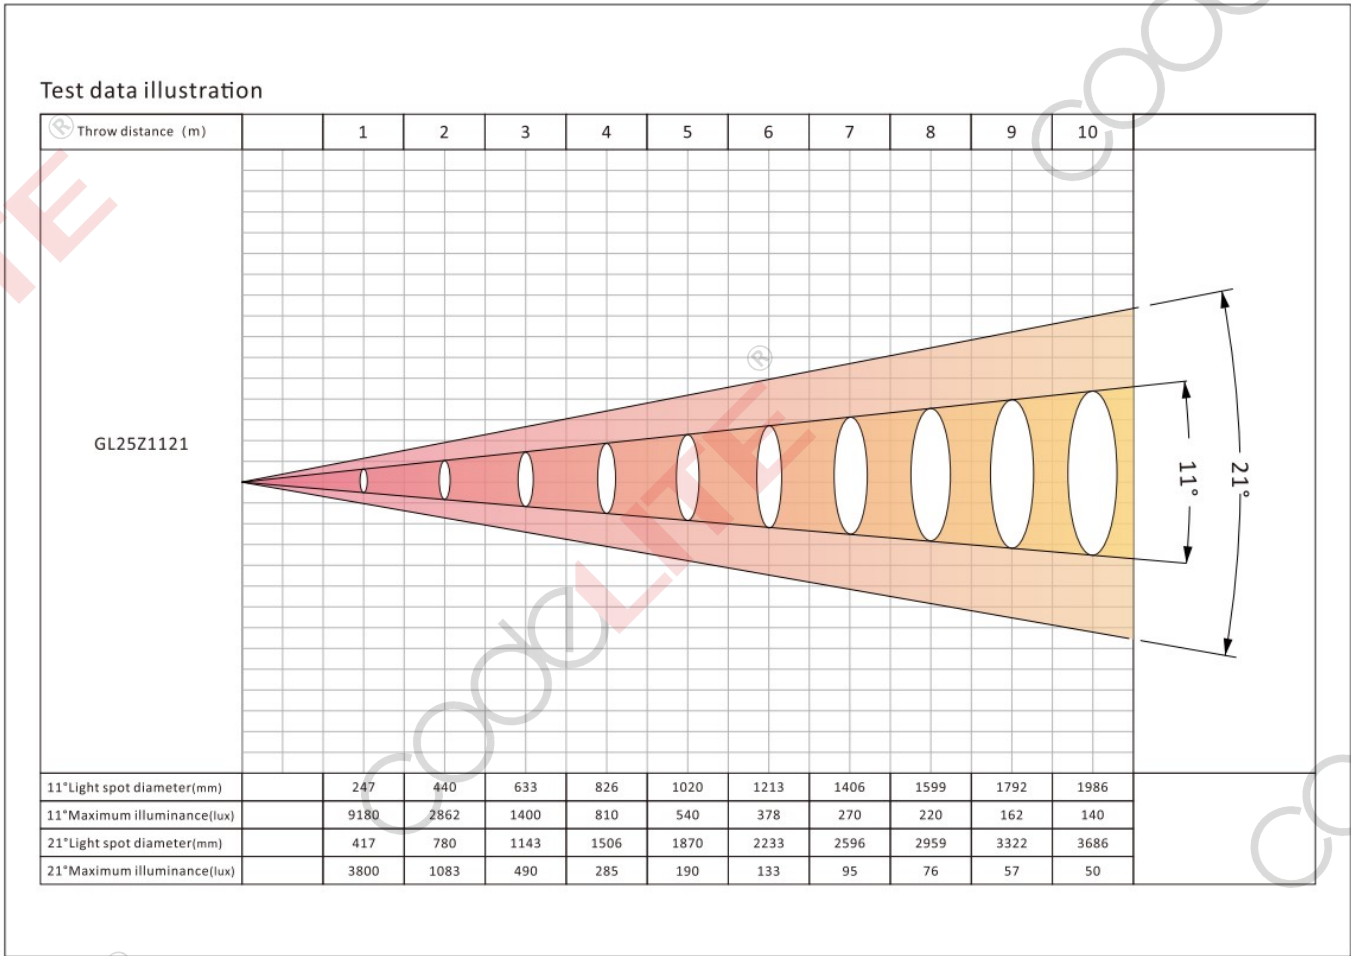 Test data illustration
Throw distance (m) 1 2 3 4 5 6 7 8 9 10
GL25Z1121
11°
21°
11°Light spot diameter(mm) 247 440 633 826 1020 1213 1406 1599 1792 1986
11°Maximum illuminance(lux) 9180 2862 1400 810 540 378 270 220 162 140
21°Light spot diameter(mm) 417 780 1143 1506 1870 2233 2596 2959 3322 3686
21°Maximum illuminance(lux) 3800 1083 490 285 190 133 95 76 57 50
COOdeLITE®
TE®